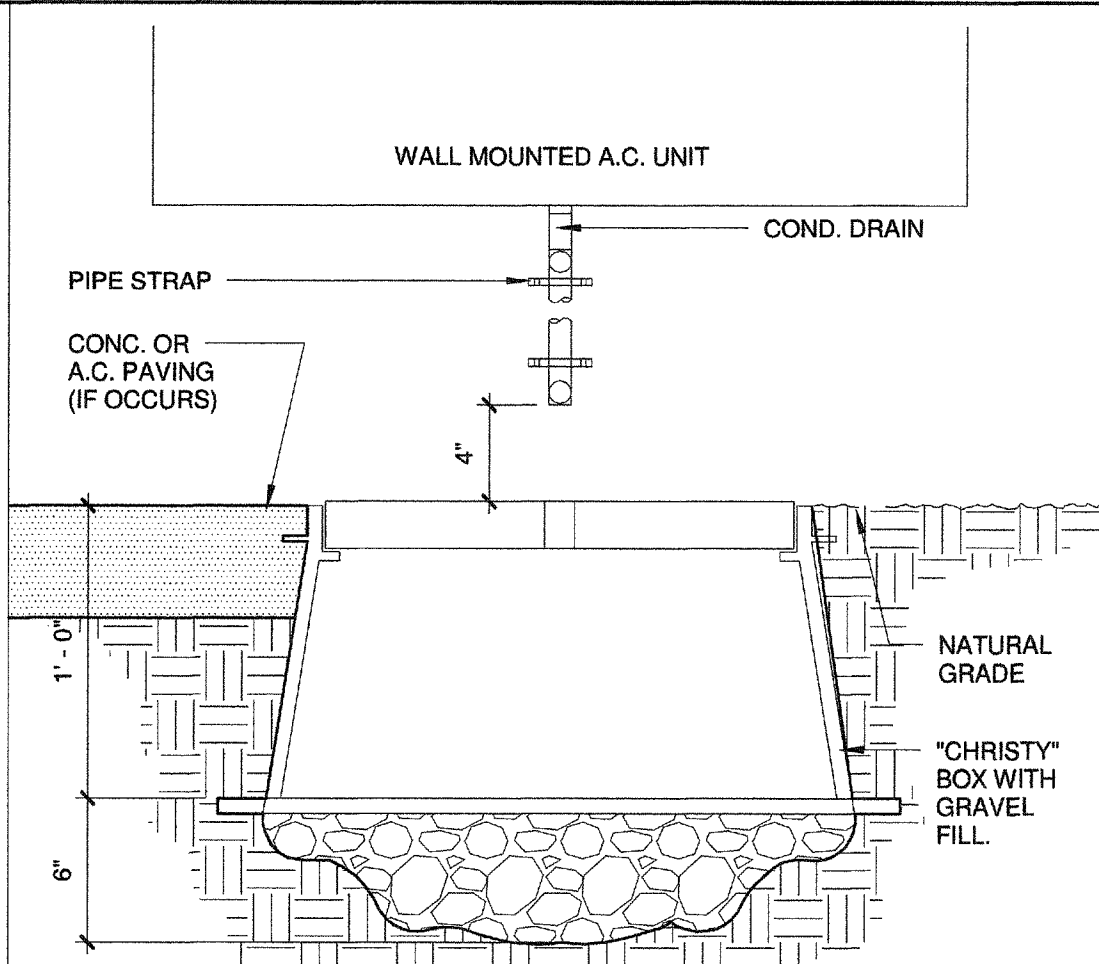 WALL MOUNTED A.C. UNIT
COND. DRAIN
PIPE STRAP
CONC. OR
A.C. PAVING
(IF OCCURS)
4"
1' - 0"
NATURAL
GRADE
"CHRISTY"
BOX WITH
GRAVEL
FILL.
6"